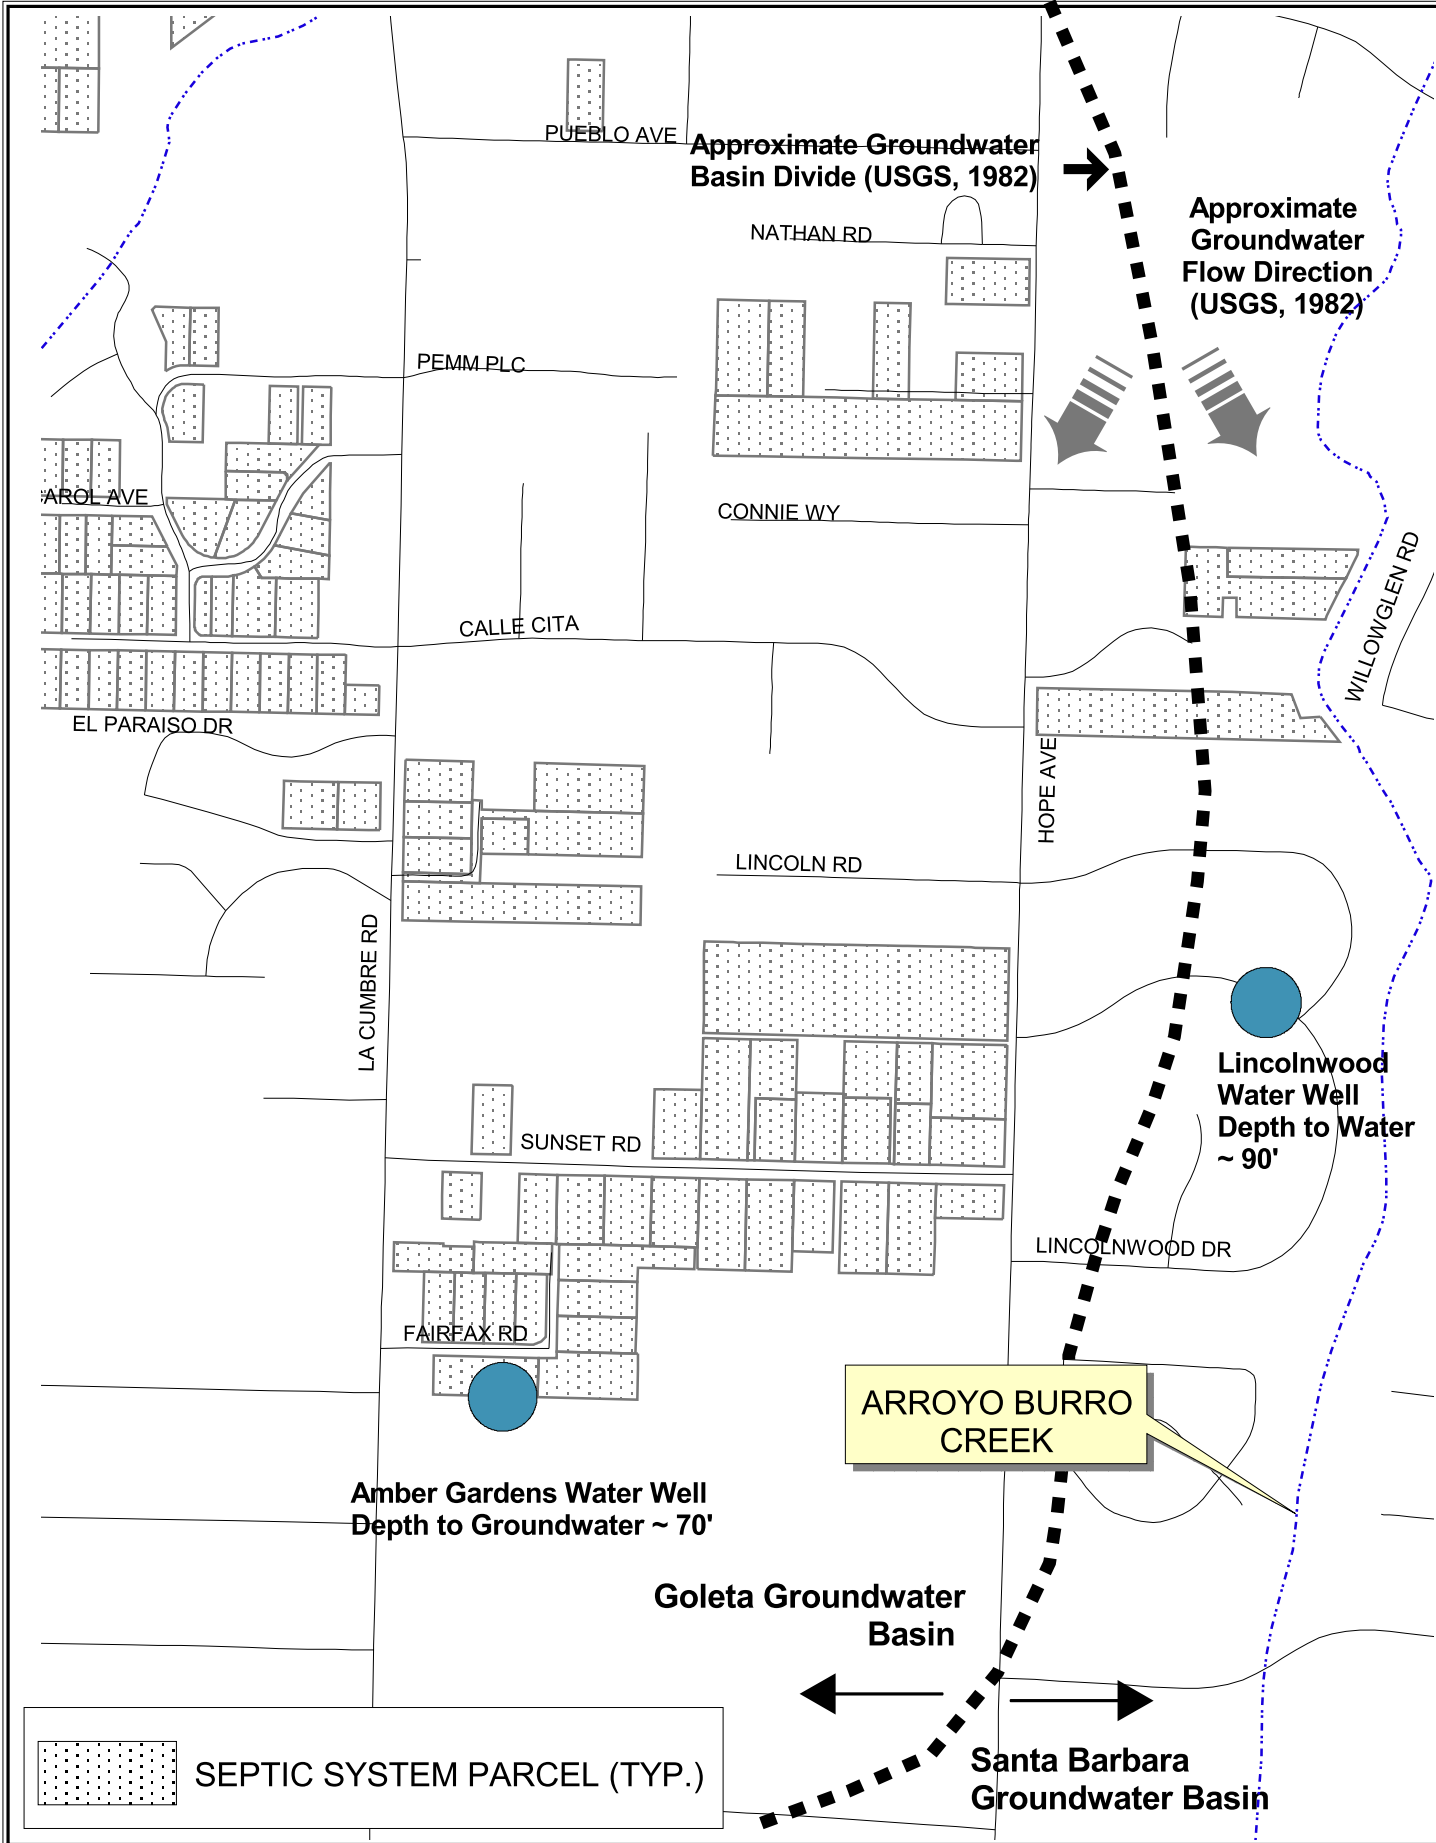 PUEBLO AVE
Approximate Groundwater
Basin Divide (USGS, 1982)
Approximate
Groundwater
Flow Direction
(USGS, 1982)
NATHAN RD
PEMM PLC
AROL AVE
CONNIE WY
WILLOWGLEN RD
CALLE CITA
EL PARAISO DR
HOPE AVE
LINCOLN RD
LA CUMBRE RD
Lincolnwood
Water Well
Depth to Water
~ 90'
SUNSET RD
LINCOLNWOOD DR
FAIRFAX RD
ARROYO BURRO
CREEK
Amber Gardens Water Well
Depth to Groundwater ~ 70'
Goleta Groundwater
Basin
Santa Barbara
Groundwater Basin
SEPTIC SYSTEM PARCEL (TYP.)